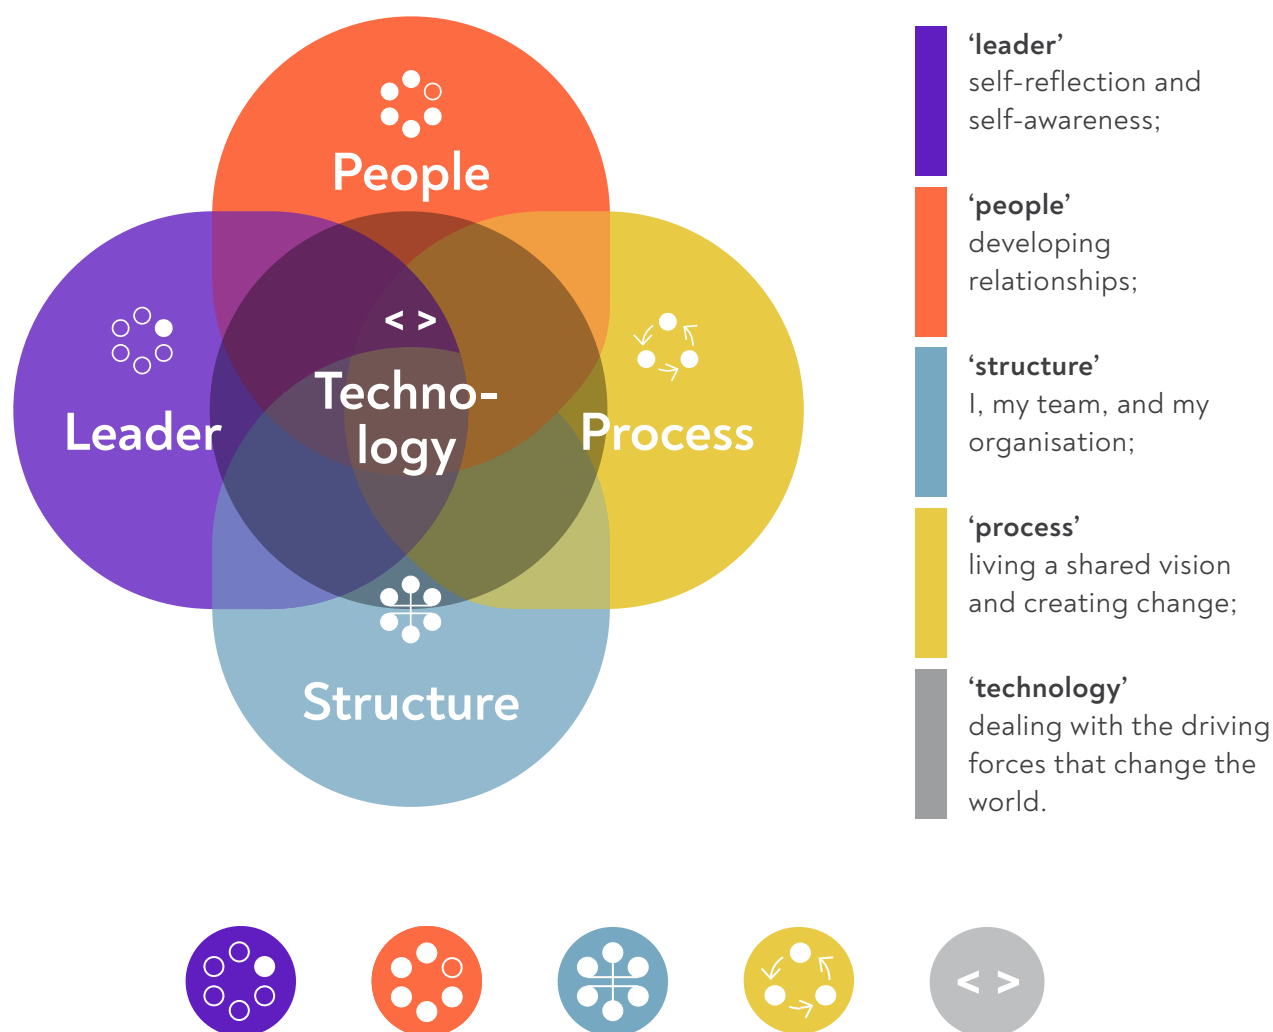 People
< >
Techno-
logy
Leader
Process
Structure
‘leader’
self-reflection and
self-awareness;
‘people’
developing
relationships;
‘structure’
I, my team, and my
organisation;
‘process’
living a shared vision
and creating change;
‘technology’
dealing with the driving
forces that change the
world.
< >